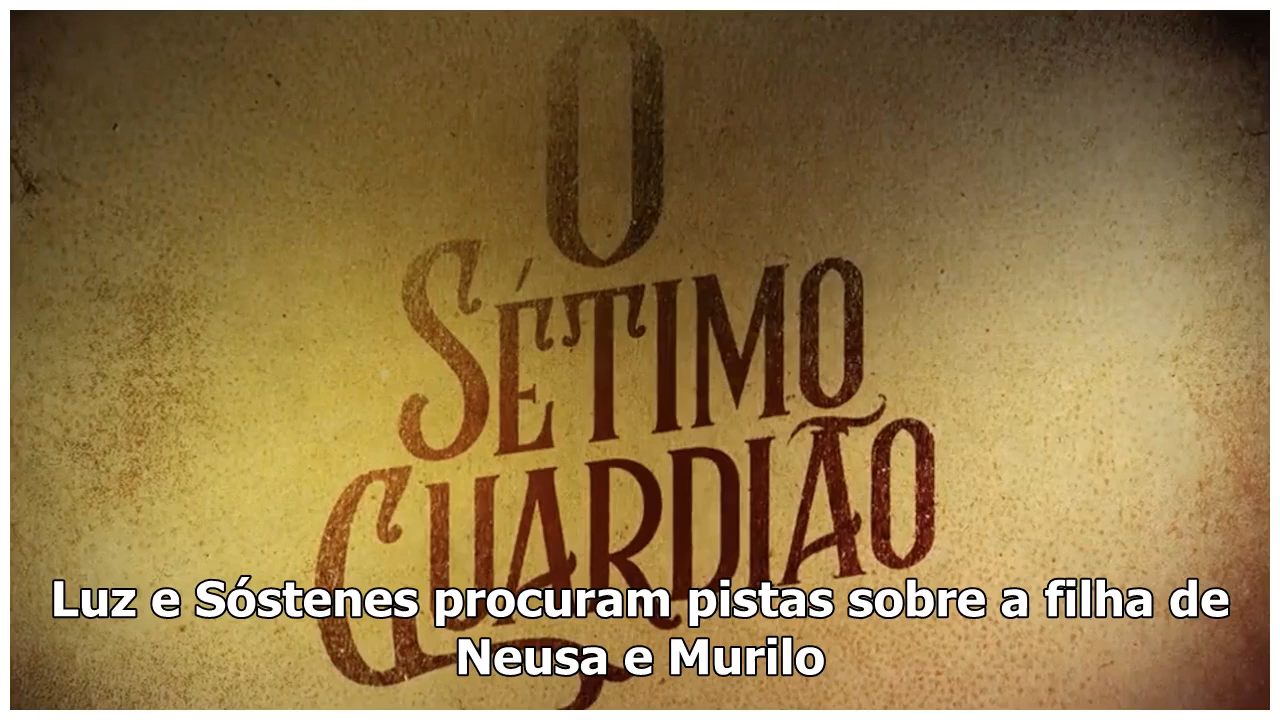 O
SÉTIMO
GUARDIÃO
Luz e Sóstenes procuram pistas sobre a filha de
Neusa e Murilo